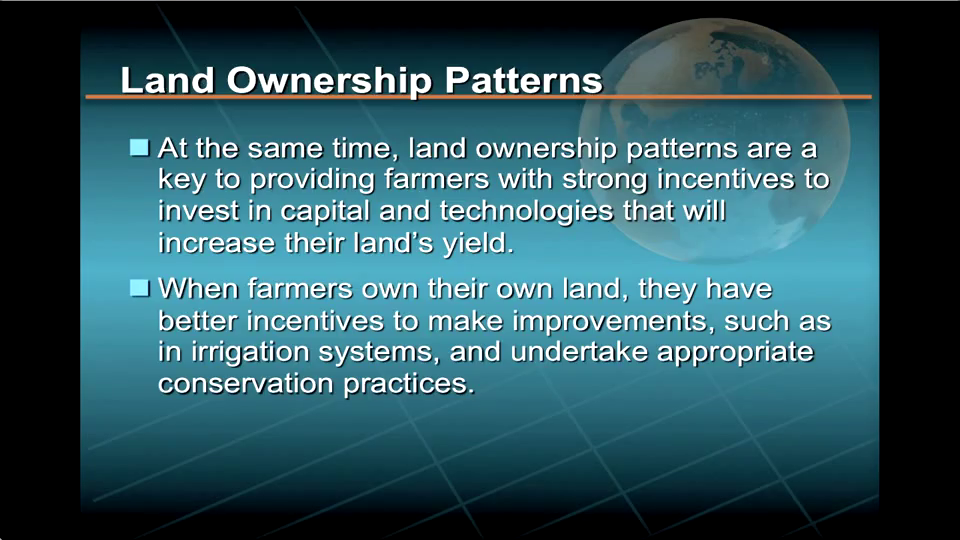 Land Ownership Patterns
At the same time, land ownership patterns are a
key to providing farmers with strong incentives to
invest in capital and technologies that will
increase their land’s yield.
When farmers own their own land, they have
better incentives to make improvements, such as
in irrigation systems, and undertake appropriate
conservation practices.